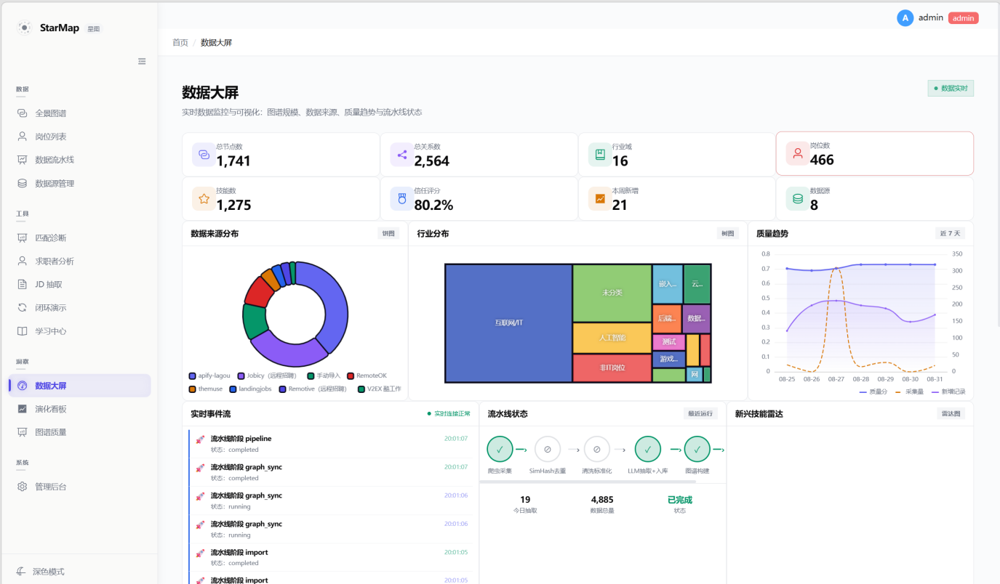 StarMap 星图
A admin admin
首页 / 数据大屏
数据
全景图谱
岗位列表
数据流水线
数据源管理
工具
匹配诊断
求职者分析
JD 抽取
闭环演示
学习中心
洞察
数据大屏
演化看板
图谱质量
系统
管理后台
深色模式
数据大屏
数据实时
实时数据监控与可视化：图谱规模、数据来源、质量趋势与流水线状态
总节点数
1,741
总关系数
2,564
行业域
16
岗位数
466
技能数
1,275
信任评分
80.2%
本周新增
21
数据源
8
数据来源分布 饼图
apify-lagou Jobicy（远程招聘） 手动导入 RemoteOK
themuse landingjobs Remotive（远程招聘） V2EX 酷工作
行业分布 树图
互联网/IT
未分类
人工智能
非IT岗位
嵌入...
云...
后端...
数据...
测试
游戏...
网
质量趋势 近 7 天
0.8 350
0.7 300
0.6 250
0.5 200
0.4 150
0.3 100
0.2 50
0.1 0
0
08-25 08-26 08-27 08-28 08-29 08-30 08-31
质量分 采集量 新增记录
实时事件流 实时连接正常
流水线阶段 pipeline 20:01:07
状态：completed
流水线阶段 graph_sync 20:01:07
状态：completed
流水线阶段 graph_sync 20:01:06
状态：running
流水线阶段 graph_sync 20:01:06
状态：running
流水线阶段 import 20:01:05
状态：completed
流水线阶段 import 20:01:05
流水线状态 最近运行
爬虫采集 SimHash去重 清洗标准化 LLM抽取+入库 图谱构建
19 4,885 已完成
今日抽取 数据总量 状态
新兴技能雷达 雷达图